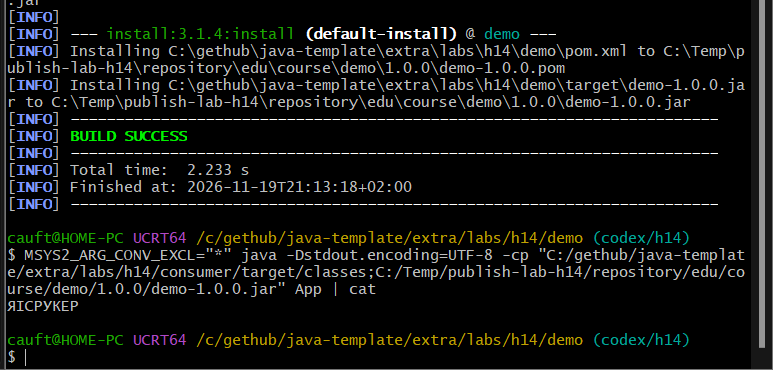 .jar
[INFO]
[INFO] --- install:3.1.4:install (default-install) @ demo ---
[INFO] Installing C:\gethub\java-template\extra\labs\h14\demo\pom.xml to C:\Temp\p
ublish-lab-h14\repository\edu\course\demo\1.0.0\demo-1.0.0.pom
[INFO] Installing C:\gethub\java-template\extra\labs\h14\demo\target\demo-1.0.0.ja
r to C:\Temp\publish-lab-h14\repository\edu\course\demo\1.0.0\demo-1.0.0.jar
[INFO] ------------------------------------------------------------------------
[INFO] BUILD SUCCESS
[INFO] ------------------------------------------------------------------------
[INFO] Total time:  2.233 s
[INFO] Finished at: 2026-11-19T21:13:18+02:00
[INFO] ------------------------------------------------------------------------
cauft@HOME-PC UCRT64 /c/gethub/java-template/extra/labs/h14/demo (codex/h14)
$ MSYS2_ARG_CONV_EXCL="*" java -Dstdout.encoding=UTF-8 -cp "C:/gethub/java-templat
e/extra/labs/h14/consumer/target/classes;C:/Temp/publish-lab-h14/repository/edu/co
urse/demo/1.0.0/demo-1.0.0.jar" App | cat
ЯІСРУКЕР
cauft@HOME-PC UCRT64 /c/gethub/java-template/extra/labs/h14/demo (codex/h14)
$